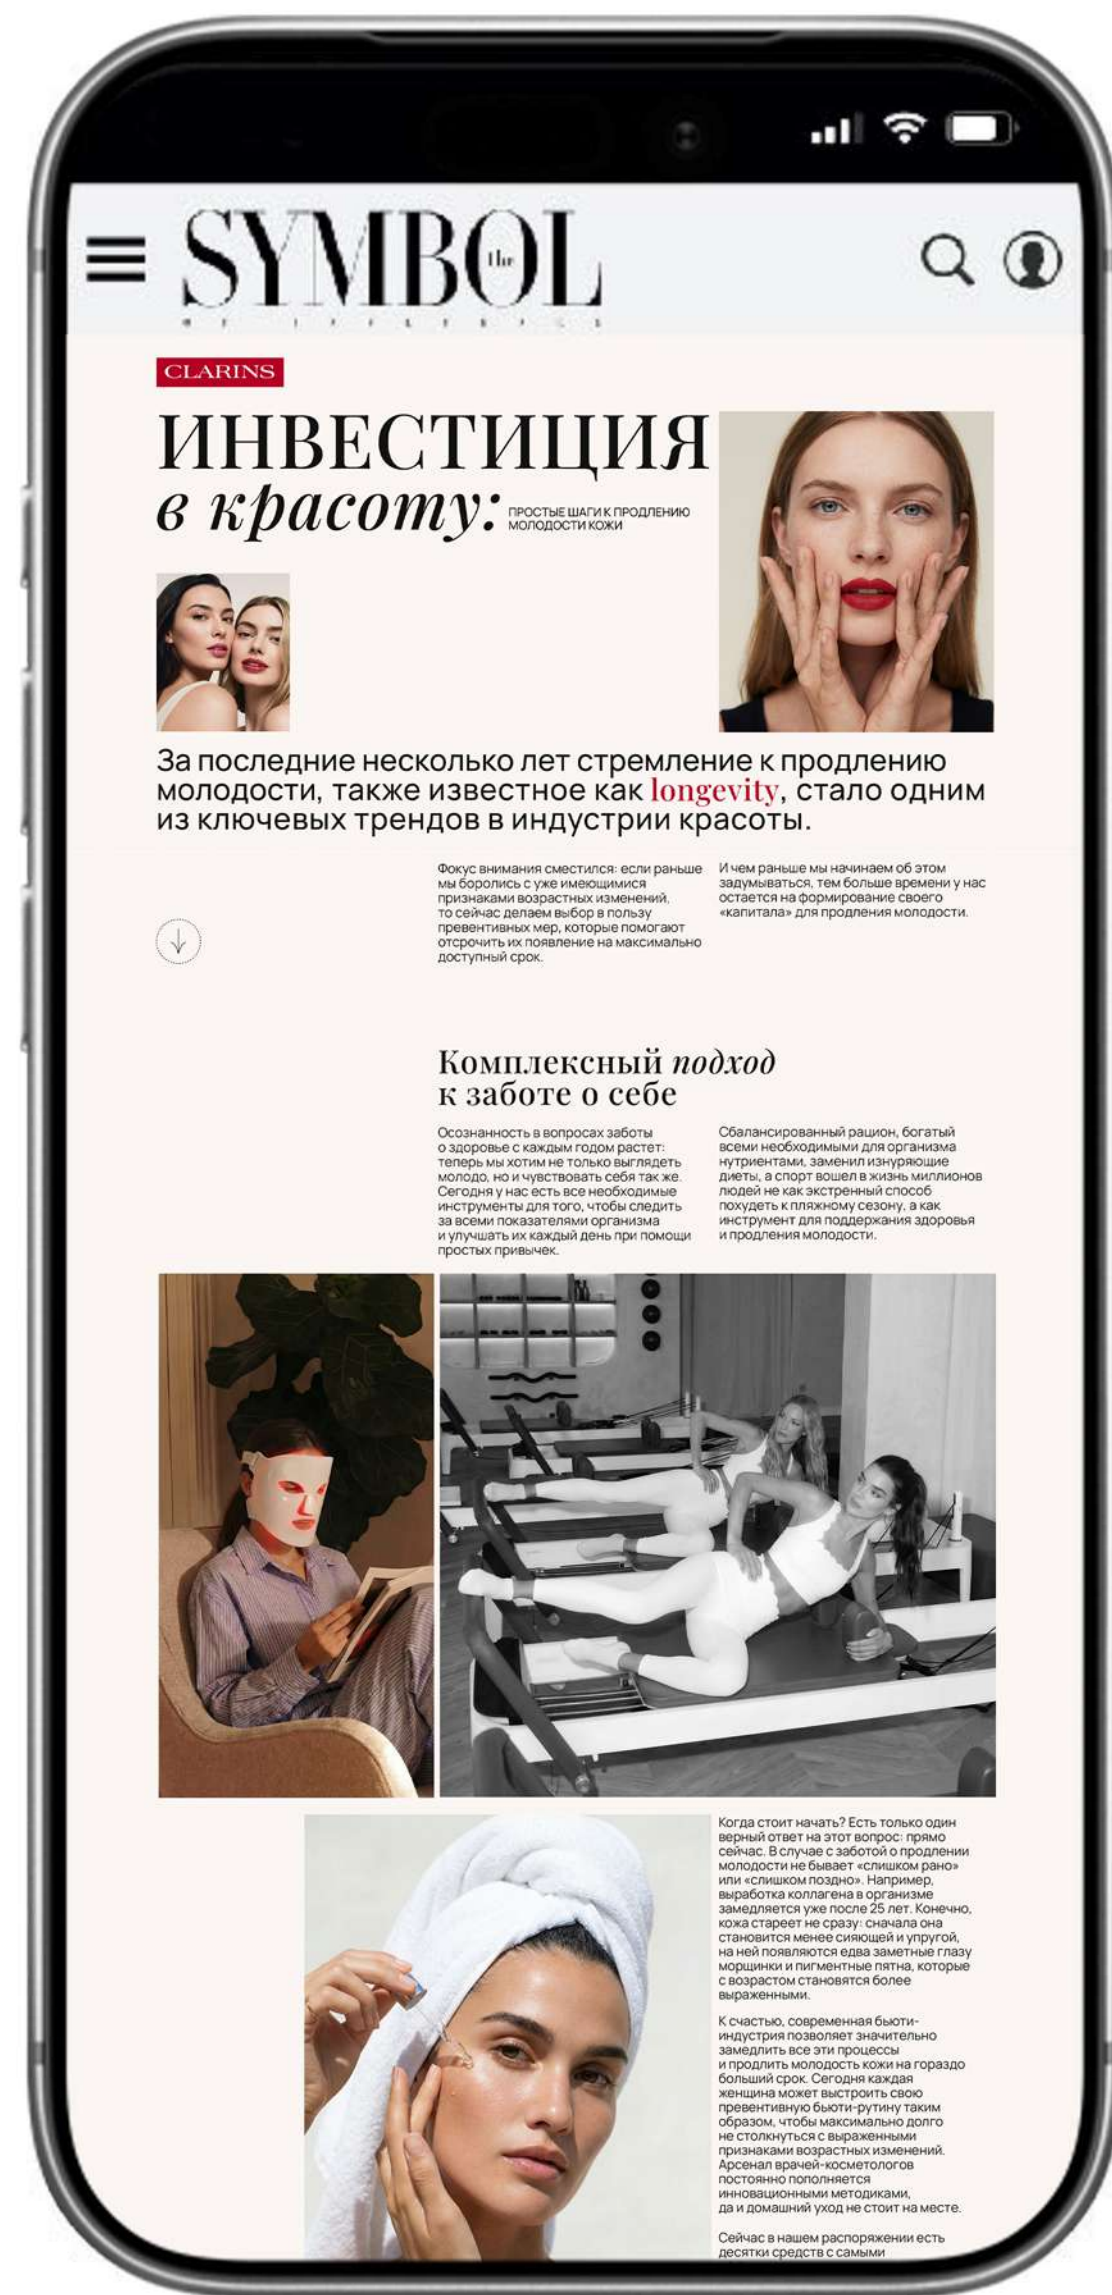 SYMBOL
the
CLARINS
ИНВЕСТИЦИЯ
в красоту:
ПРОСТЫЕ ШАГИ К ПРОДЛЕНИЮ
МОЛОДОСТИ КОЖИ
За последние несколько лет стремление к продлению
молодости, также известное как longevity, стало одним
из ключевых трендов в индустрии красоты.
Фокус внимания сместился: если раньше
мы боролись с уже имеющимися
признаками возрастных изменений,
то сейчас делаем выбор в пользу
превентивных мер, которые помогают
отсрочить их появление на максимально
доступный срок.
И чем раньше мы начинаем об этом
задумываться, тем больше времени у нас
остается на формирование своего
«капитала» для продления молодости.
Комплексный подход
к заботе о себе
Осознанность в вопросах заботы
о здоровье с каждым годом растет:
теперь мы хотим не только выглядеть
молодо, но и чувствовать себя так же.
Сегодня у нас есть все необходимые
инструменты для того, чтобы следить
за всеми показателями организма
и улучшать их каждый день при помощи
простых привычек.
Сбалансированный рацион, богатый
всеми необходимыми для организма
нутриентами, заменил изнуряющие
диеты, а спорт вошел в жизнь миллионов
людей не как экстренный способ
похудеть к пляжному сезону, а как
инструмент для поддержания здоровья
и продления молодости.
Когда стоит начать? Есть только один
верный ответ на этот вопрос: прямо
сейчас. В случае с заботой о продлении
молодости не бывает «слишком рано»
или «слишком поздно». Например,
выработка коллагена в организме
замедляется уже после 25 лет. Конечно,
кожа стареет не сразу: сначала она
становится менее сияющей и упругой,
на ней появляются едва заметные глазу
морщинки и пигментные пятна, которые
с возрастом становятся более
выраженными.
К счастью, современная бьюти-
индустрия позволяет значительно
замедлить все эти процессы
и продлить молодость кожи на гораздо
больший срок. Сегодня каждая
женщина может выстроить свою
превентивную бьюти-рутину таким
образом, чтобы максимально долго
не столкнуться с выраженными
признаками возрастных изменений.
Арсенал врачей-косметологов
постоянно пополняется
инновационными методиками,
да и домашний уход не стоит на месте.
Сейчас в нашем распоряжении есть
десятки средств с самыми